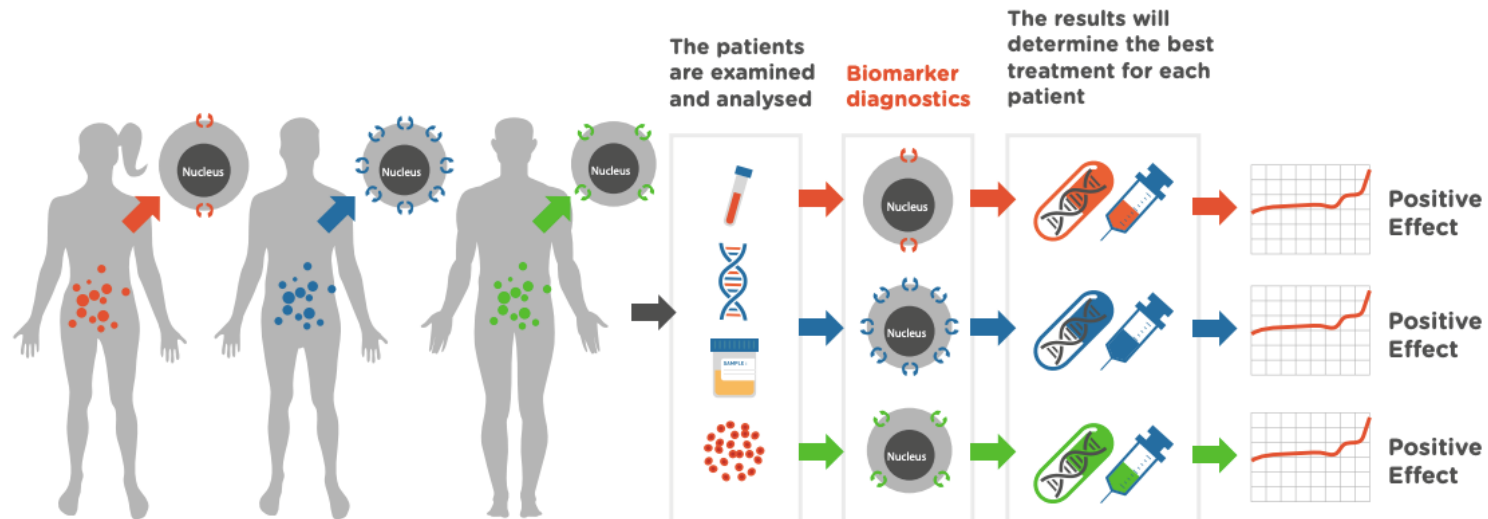 The patients
are examined
and analysed
Biomarker
diagnostics
The results will
determine the best
treatment for each
patient
Nucleus
Nucleus
Nucleus
Nucleus
Positive
Effect
SAMPLE:
Nucleus
Positive
Effect
Nucleus
Positive
Effect